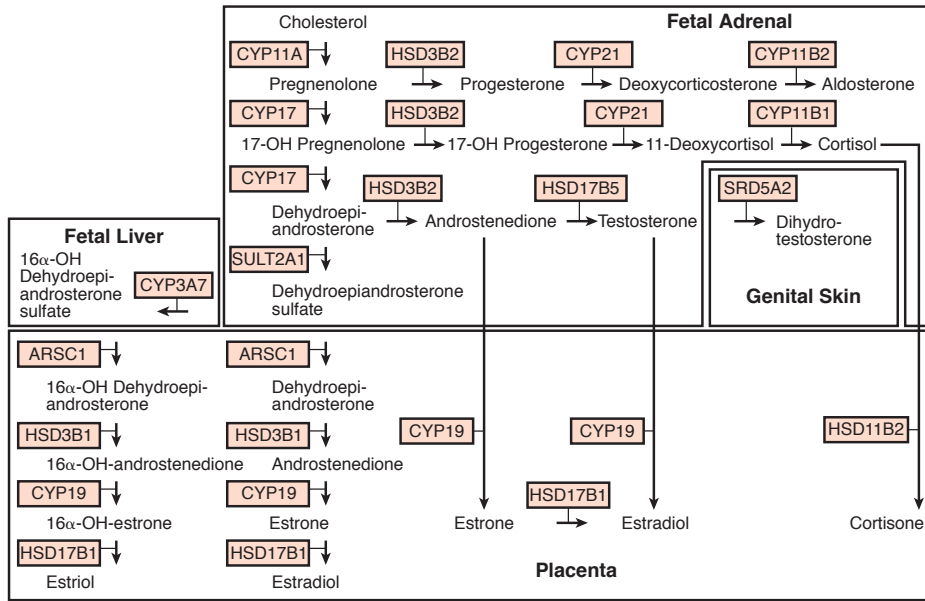 Cholesterol
Fetal Adrenal
CYP11A
HSD3B2
CYP21
CYP11B2
Pregnenolone
Progesterone
Deoxycorticosterone
Aldosterone
CYP17
HSD3B2
CYP21
CYP11B1
17-OH Pregnenolone
17-OH Progesterone
11-Deoxycortisol
Cortisol
CYP17
HSD3B2
HSD17B5
SRD5A2
Dehydroepi-
androsterone
Androstenedione
Testosterone
Dihydro-
testosterone
Genital Skin
SULT2A1
Dehydroepiandrosterone
sulfate
Fetal Liver
16α-OH
Dehydroepi-
androsterone
sulfate
CYP3A7
ARSC1
ARSC1
16α-OH Dehydroepi-
androsterone
Dehydroepi-
androsterone
HSD3B1
HSD3B1
CYP19
CYP19
HSD11B2
16α-OH-androstenedione
Androstenedione
CYP19
CYP19
HSD17B1
16α-OH-estrone
Estrone
Estrone
Estradiol
Cortisone
HSD17B1
HSD17B1
Estriol
Estradiol
Placenta